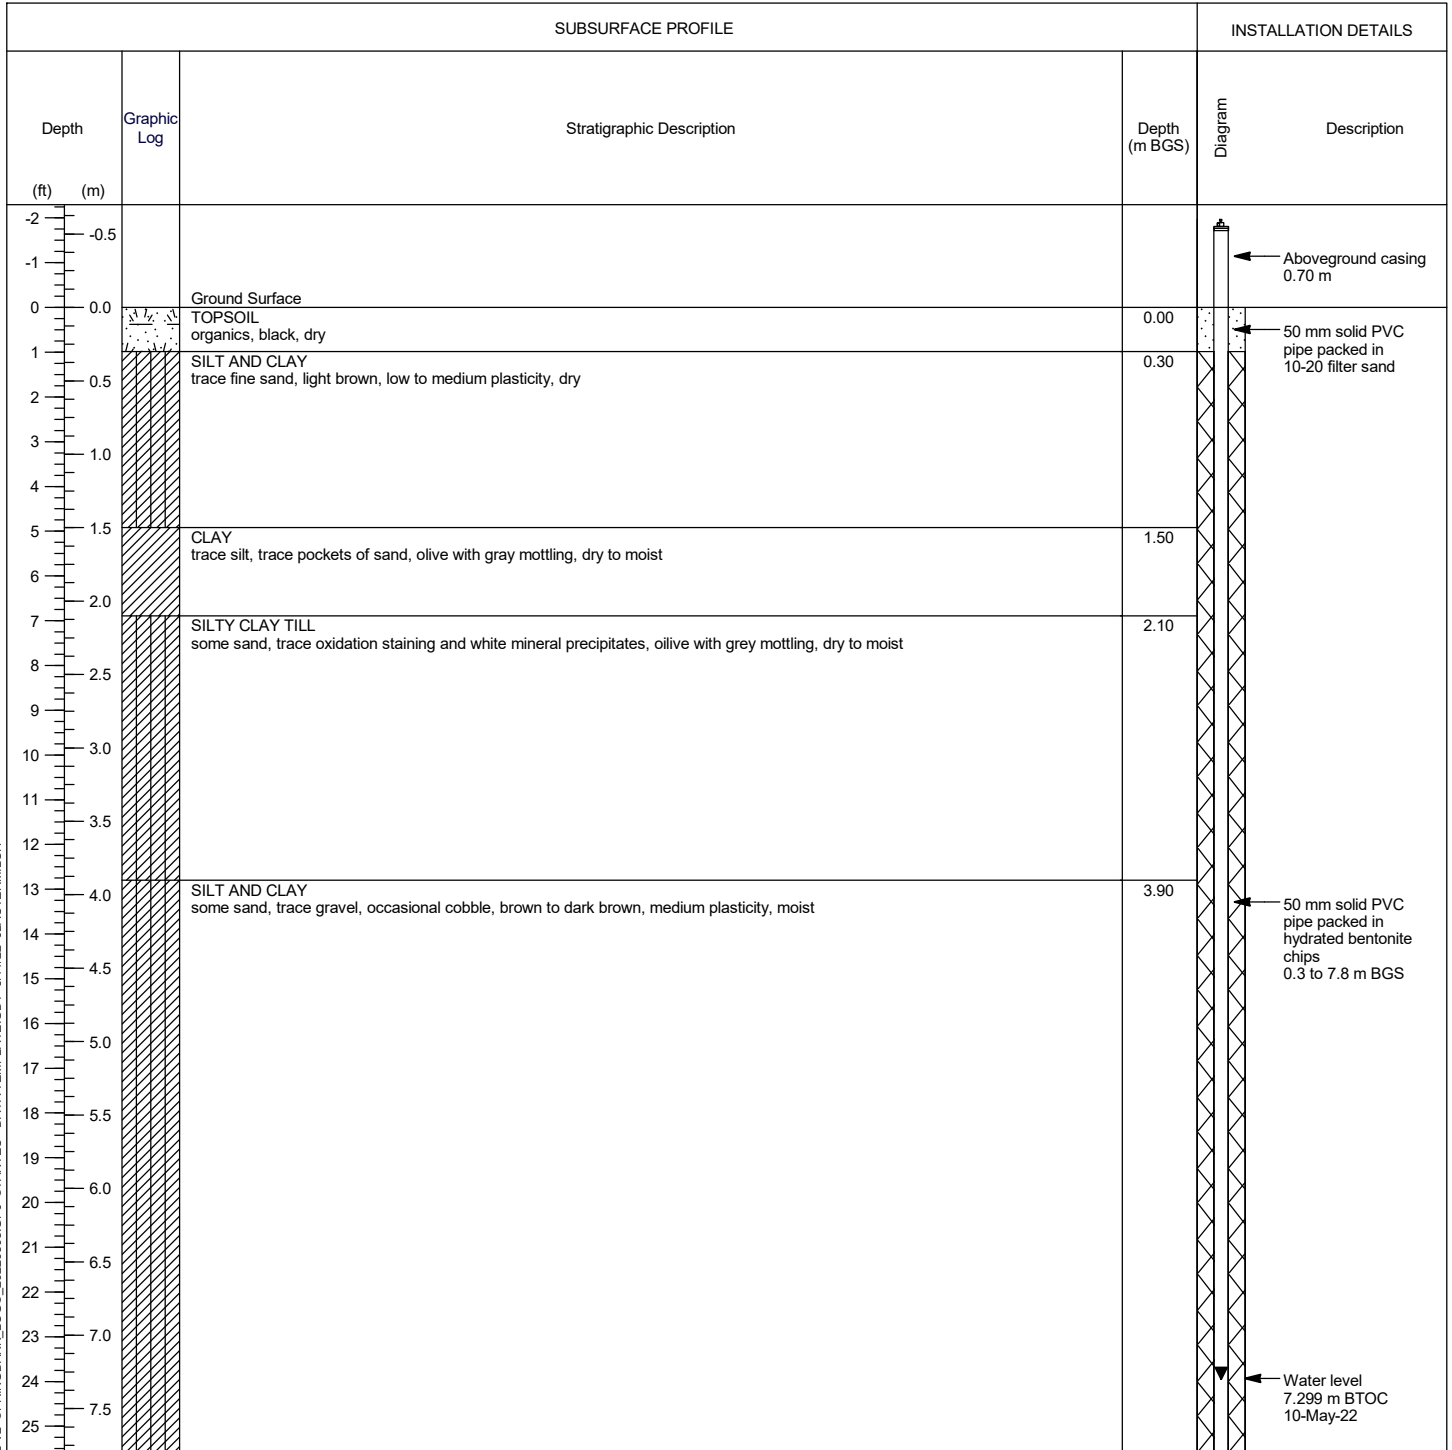 SUBSURFACE PROFILE
INSTALLATION DETAILS
Depth
(ft) (m)
Graphic
Log
Stratigraphic Description
Depth
(m BGS)
Diagram
Description
-2
-1
0
1
2
3
4
5
6
7
8
9
10
11
12
13
14
15
16
17
18
19
20
21
22
23
24
25
-0.5
0.0
0.5
1.0
1.5
2.0
2.5
3.0
3.5
4.0
4.5
5.0
5.5
6.0
6.5
7.0
7.5
Ground Surface
TOPSOIL
organics, black, dry
0.00
SILT AND CLAY
trace fine sand, light brown, low to medium plasticity, dry
0.30
CLAY
trace silt, trace pockets of sand, olive with gray mottling, dry to moist
1.50
SILTY CLAY TILL
some sand, trace oxidation staining and white mineral precipitates, oilive with grey mottling, dry to moist
2.10
SILT AND CLAY
some sand, trace gravel, occasional cobble, brown to dark brown, medium plasticity, moist
3.90
Aboveground casing
0.70 m
50 mm solid PVC
pipe packed in
10-20 filter sand
50 mm solid PVC
pipe packed in
hydrated bentonite
chips
0.3 to 7.8 m BGS
Water level
7.299 m BTOC
10-May-22